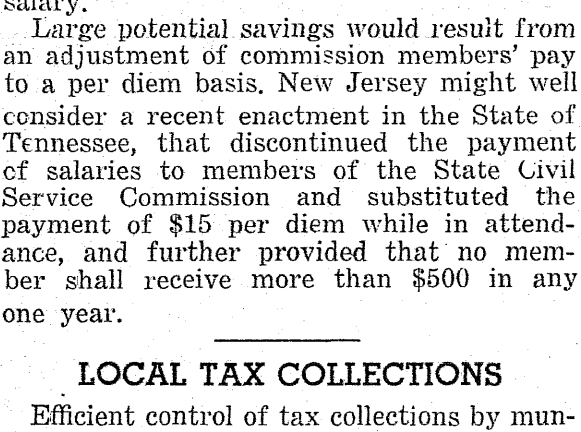 salary.
Large potential savings would result from
an adjustment of commission members' pay
to a per diem basis. New Jersey might well
consider a recent enactment in the State of
Tennessee, that discontinued the payment
of salaries to members of the State Civil
Service Commission and substituted the
payment of $15 per diem while in attend-
ance, and further provided that no mem-
ber shall receive more than $500 in any
one year.
LOCAL TAX COLLECTIONS
Efficient control of tax collections by mun-